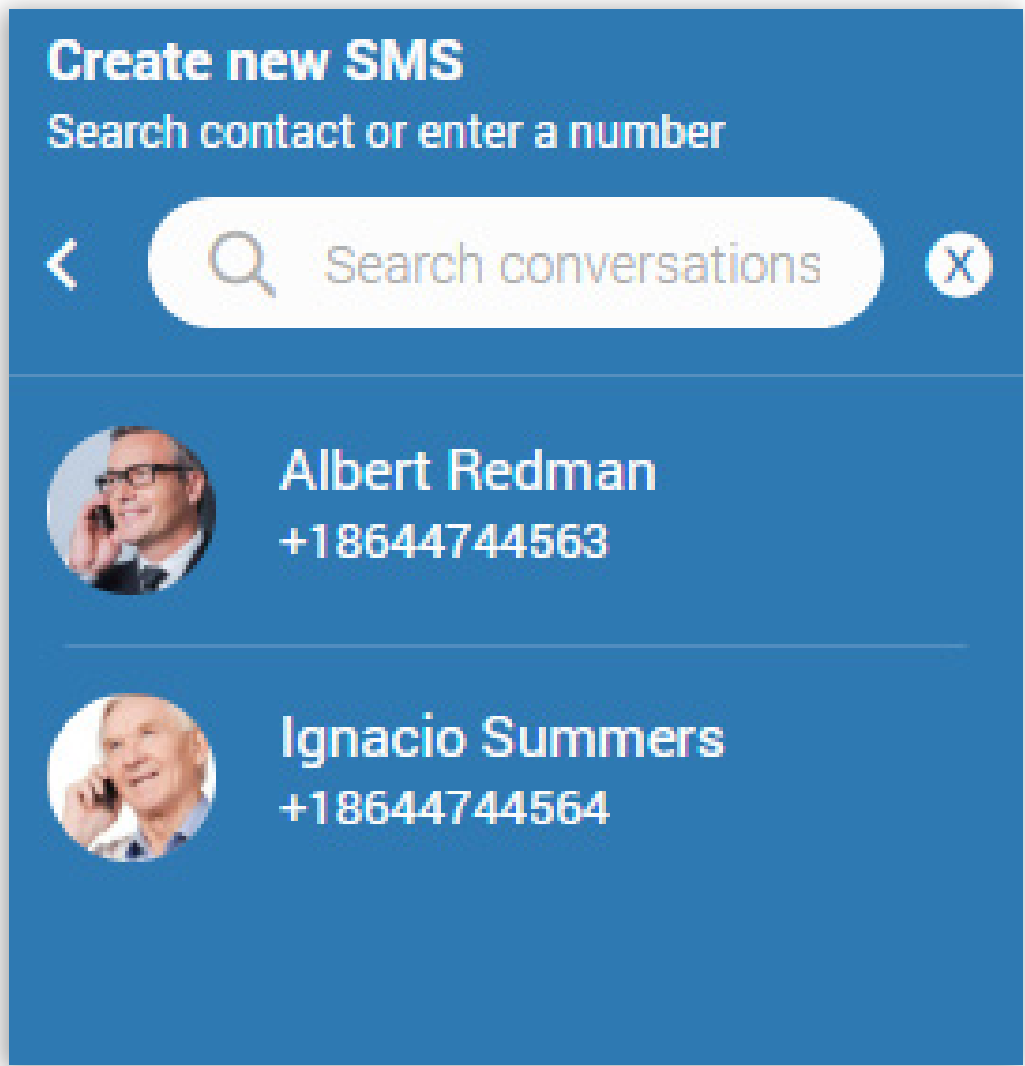 Create new SMS
Search contact or enter a number
Search conversations
X
Albert Redman
+18644744563
Ignacio Summers
+18644744564